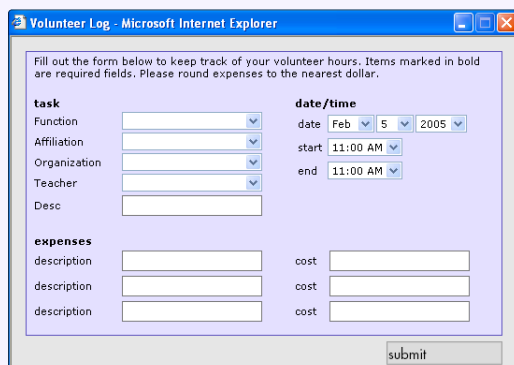 Volunteer Log - Microsoft Internet Explorer
Fill out the form below to keep track of your volunteer hours. Items marked in bold
are required fields. Please round expenses to the nearest dollar.
task
date/time
Function
date Feb 5 2005
Affiliation
start 11:00 AM
Organization
end 11:00 AM
Teacher
Desc
expenses
description cost
description cost
description cost
submit